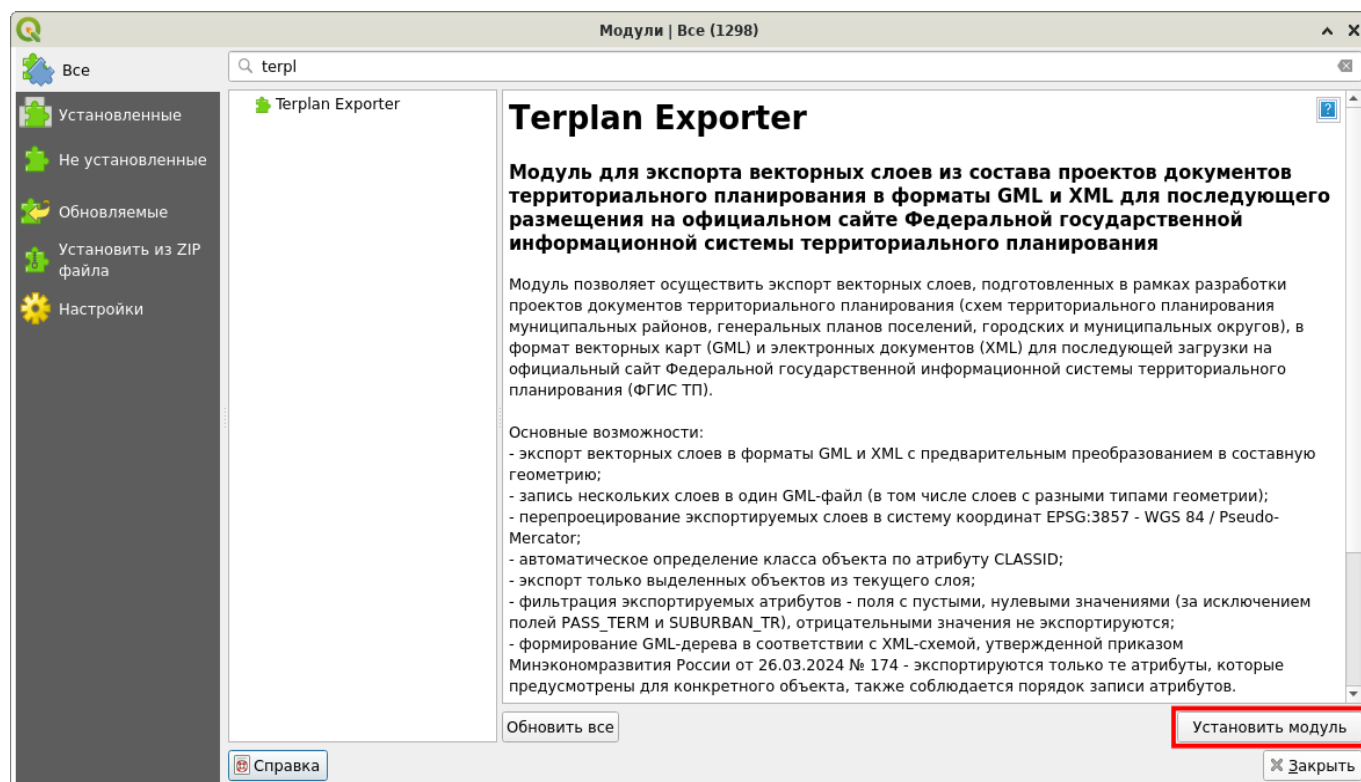 Модули | Все (1298)
Все
terpl
Установленные
Не установленные
Обновляемые
Установить из ZIP
файла
Настройки
Terplan Exporter
Terplan Exporter
Модуль для экспорта векторных слоев из состава проектов документов
территориального планирования в форматы GML и XML для последующего
размещения на официальном сайте Федеральной государственной
информационной системы территориального планирования
Модуль позволяет осуществить экспорт векторных слоев, подготовленных в рамках разработки
проектов документов территориального планирования (схем территориального планирования
муниципальных районов, генеральных планов поселений, городских и муниципальных округов), в
формат векторных карт (GML) и электронных документов (XML) для последующей загрузки на
официальный сайт Федеральной государственной информационной системы территориального
планирования (ФГИС ТП).
Основные возможности:
- экспорт векторных слоев в форматы GML и XML с предварительным преобразованием в составную
геометрию;
- запись нескольких слоев в один GML-файл (в том числе слоев с разными типами геометрии);
- перепроецирование экспортируемых слоев в систему координат EPSG:3857 - WGS 84 / Pseudo-
Mercator;
- автоматическое определение класса объекта по атрибуту CLASSID;
- экспорт только выделенных объектов из текущего слоя;
- фильтрация экспортируемых атрибутов - поля с пустыми, нулевыми значениями (за исключением
полей PASS_TERM и SUBURBAN_TR), отрицательными значения не экспортируются;
- формирование GML-дерева в соответствии с XML-схемой, утвержденной приказом
Минэкономразвития России от 26.03.2024 № 174 - экспортируются только те атрибуты, которые
предусмотрены для конкретного объекта, также соблюдается порядок записи атрибутов.
Обновить все
Установить модуль
Справка
Закрыть